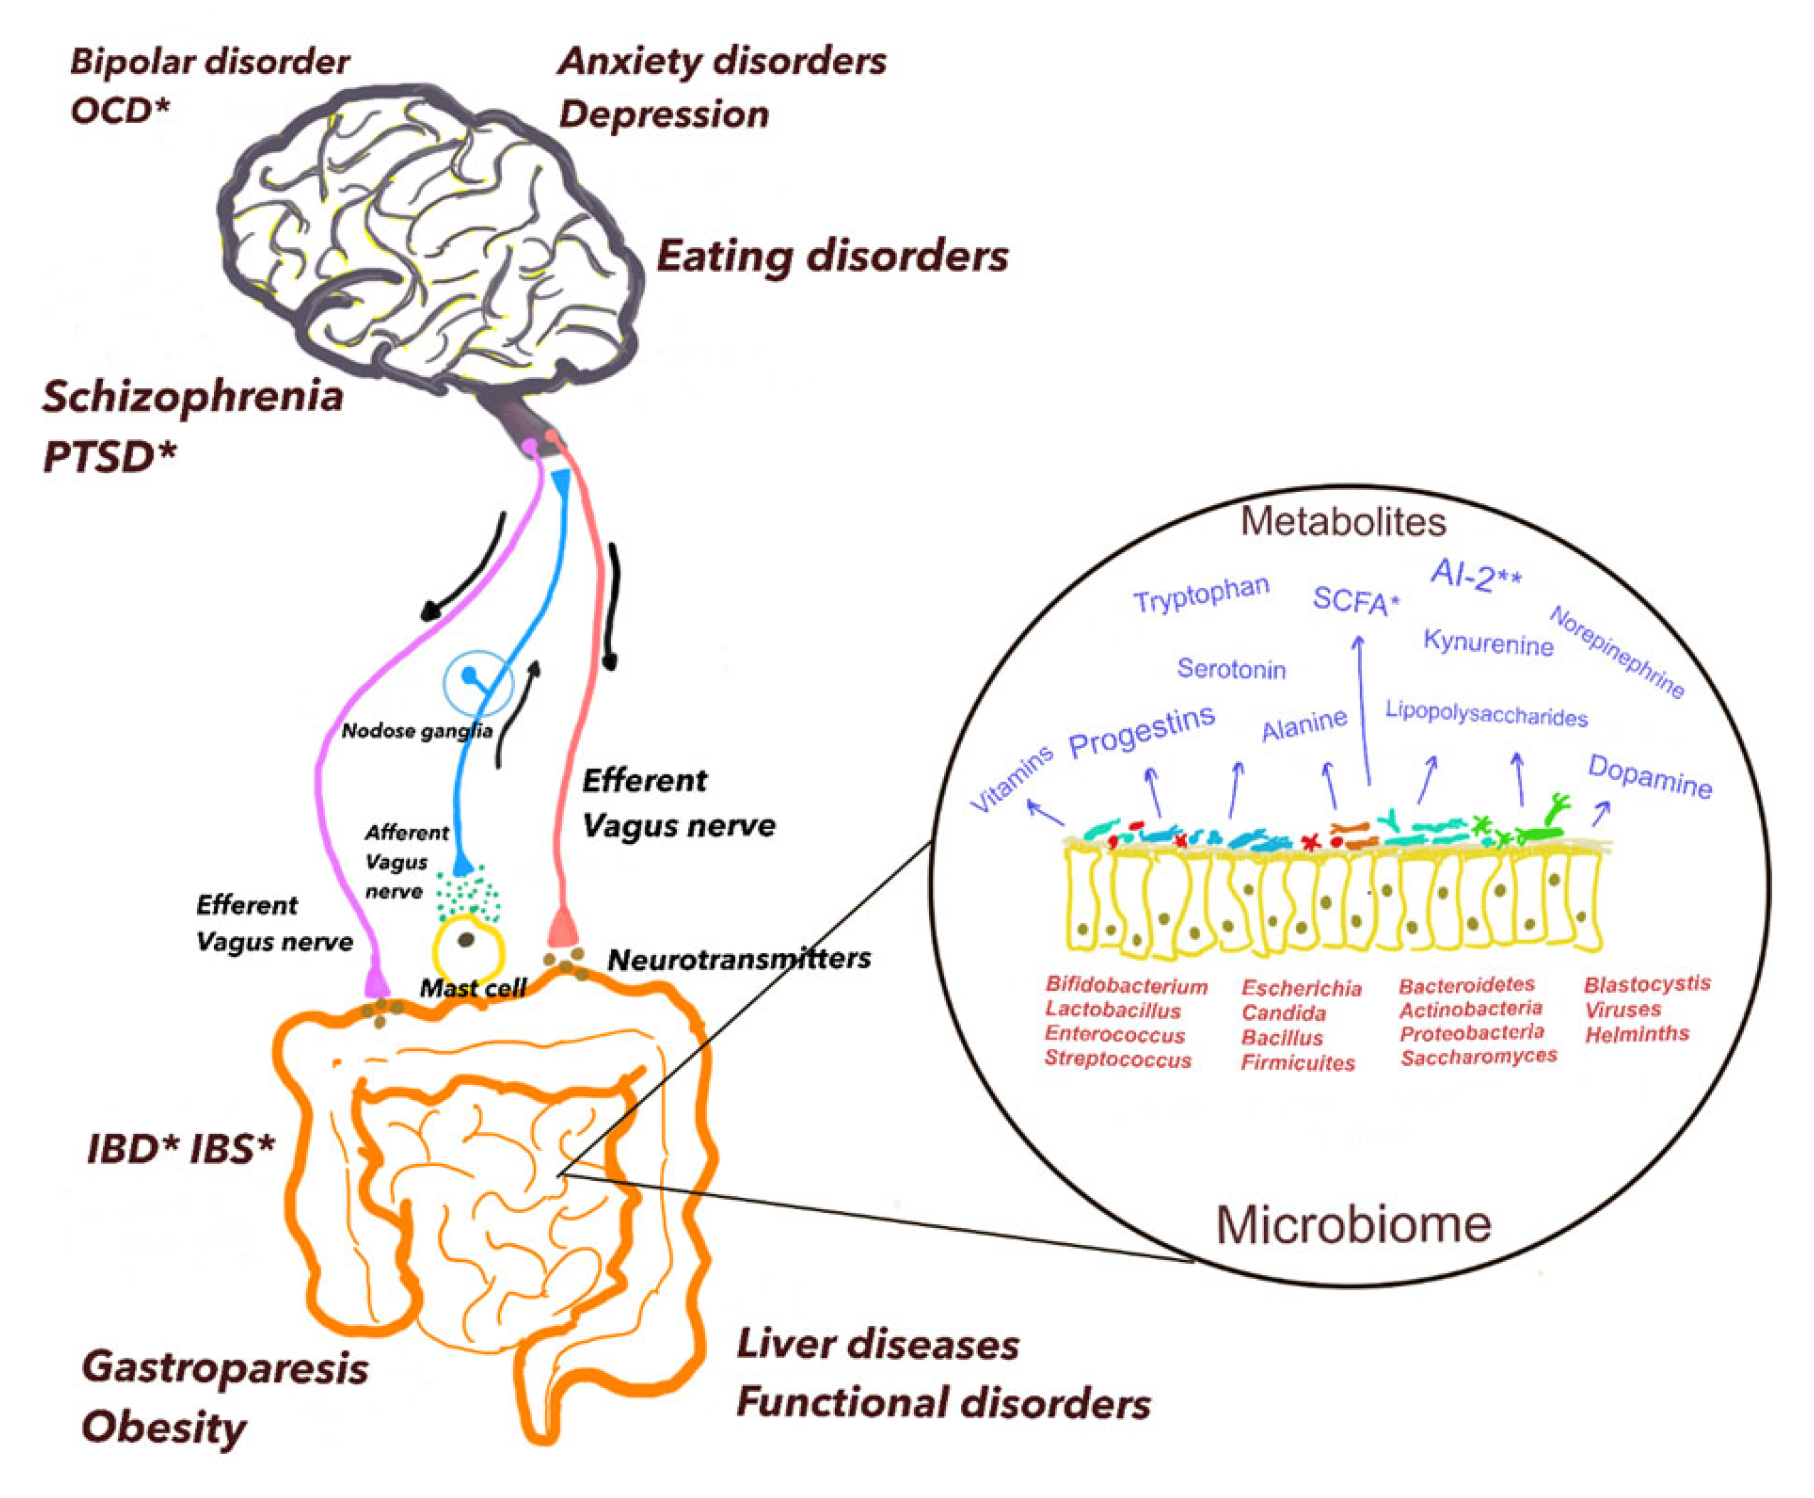 Bipolar disorder
OCD*
Anxiety disorders
Depression
Eating disorders
Schizophrenia
PTSD*
Nodose ganglia
Afferent
Vagus
nerve
Efferent
Vagus nerve
Efferent
Vagus nerve
Neurotransmitters
Mast cell
IBD* IBS*
Gastroparesis
Obesity
Liver diseases
Functional disorders
Metabolites
Tryptophan
SCFA*
AI-2**
Norepinephrine
Kynurenine
Serotonin
Lipopolysaccharides
Alanine
Progestins
Vitamins
Dopamine
Bifidobacterium
Lactobacillus
Enterococcus
Streptococcus
Escherichia
Candida
Bacillus
Firmicuites
Bacteroidetes
Actinobacteria
Proteobacteria
Saccharomyces
Blastocystis
Viruses
Helminths
Microbiome